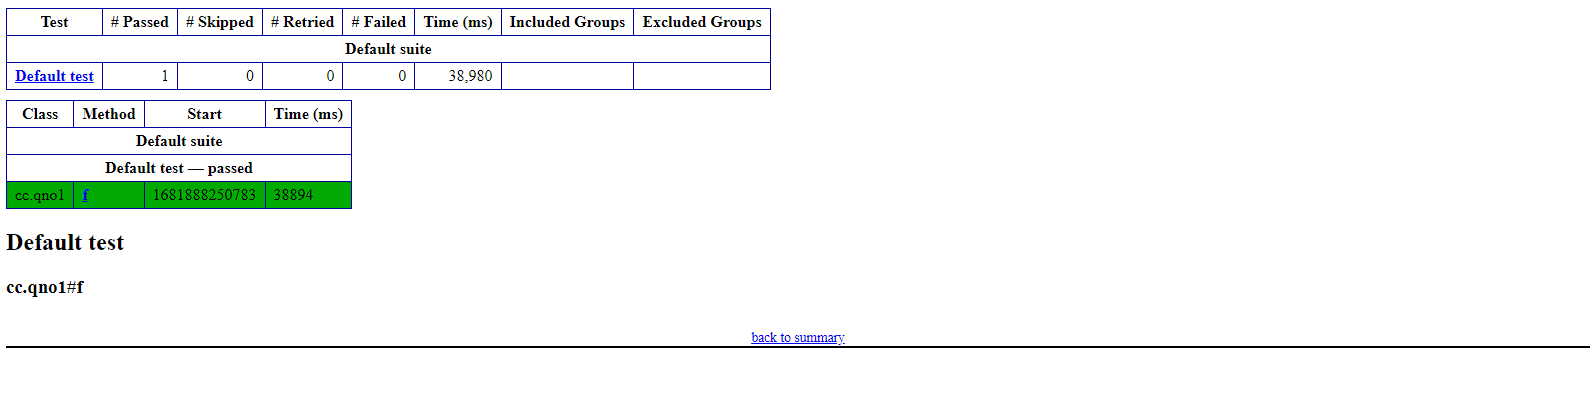 Test # Passed # Skipped # Retried # Failed Time (ms) Included Groups Excluded Groups
Default suite
Default test 1 0 0 0 38,980
Class Method Start Time (ms)
Default suite
Default test — passed
cc.qno1 f 1681888250783 38894
Default test
cc.qno1#f
back to summary